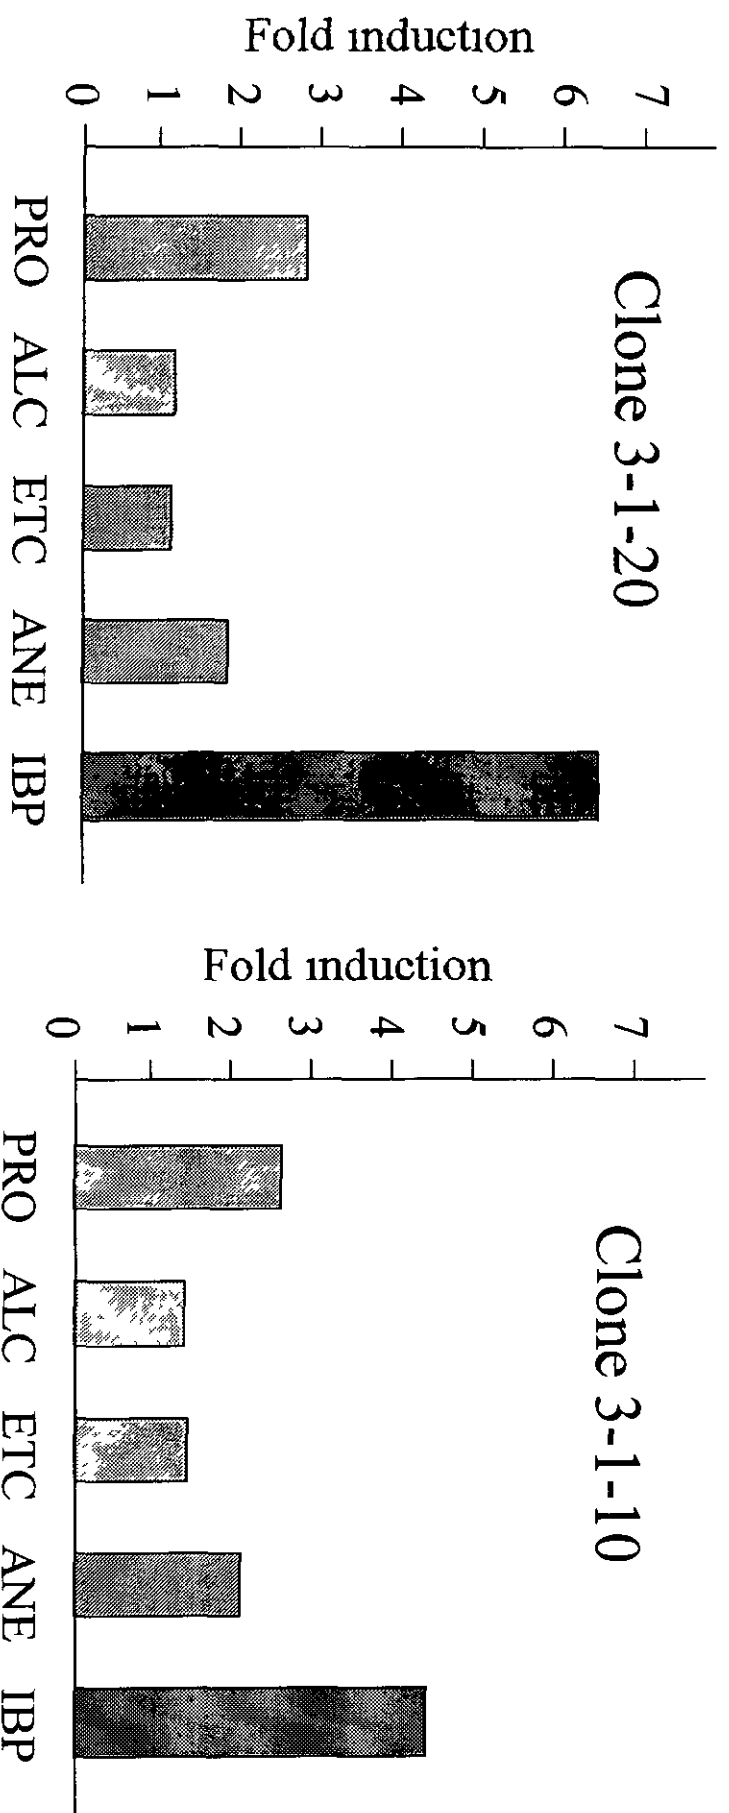 Clone 3-1-20
Fold induction
7
6
5
4
3
2
1
0
PRO ALC ETC ANE IBP
Clone 3-1-10
Fold induction
7
6
5
4
3
2
1
0
PRO ALC ETC ANE IBP